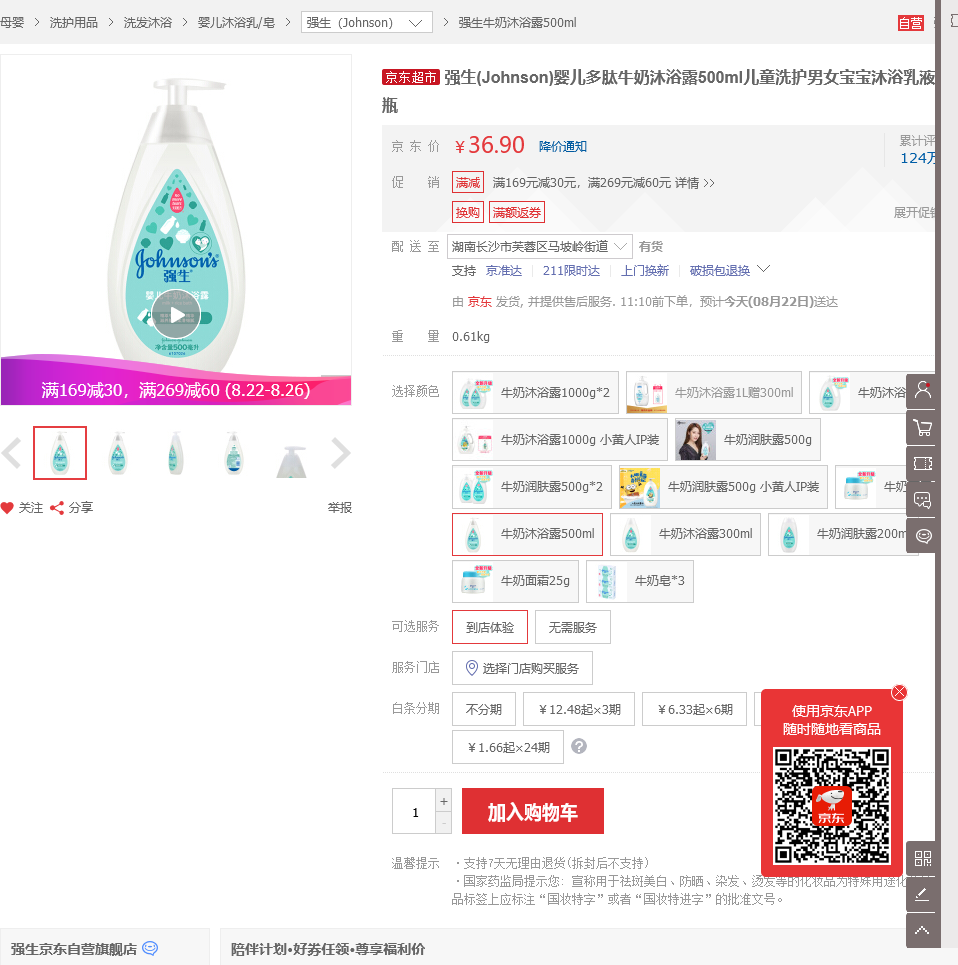 母婴 > 洗护用品 > 洗发沐浴 > 婴儿沐浴乳/皂 > 强生（Johnson） > 强生牛奶沐浴露500ml
自营
京东超市 强生(Johnson)婴儿多肽牛奶沐浴露500ml儿童洗护男女宝宝沐浴乳液
瓶
京东价 ￥36.90 降价通知
累计评
124万
促销 满减 满169元减30元，满269元减60元 详情 >>
换购 满额返券
展开促
配送至 湖南长沙市芙蓉区马坡岭街道 有货
支持 京准达 211限时达 上门换新 破损包退换
由 京东 发货, 并提供售后服务. 11:10前下单，预计今天(08月22日)送达
重量 0.61kg
Johnson's
强生
婴儿牛奶沐浴露
净含量500毫升
满169减30，满269减60 (8.22-8.26)
关注 分享 举报
选择颜色 牛奶沐浴露1000g*2 牛奶沐浴露1L赠300ml 牛奶沐浴
牛奶沐浴露1000g 小黄人IP装 牛奶润肤露500g
牛奶润肤露500g*2 牛奶润肤露500g 小黄人IP装 牛奶
牛奶沐浴露500ml 牛奶沐浴露300ml 牛奶润肤露200m
牛奶面霜25g 牛奶皂*3
可选服务 到店体验 无需服务
服务门店 选择门店购买服务
白条分期 不分期 ￥12.48起×3期 ￥6.33起×6期
￥1.66起×24期 ?
使用京东APP
随时随地看商品
京东
1 + - 加入购物车
温馨提示 ·支持7天无理由退货(拆封后不支持)
·国家药监局提示您：宣称用于祛斑美白、防晒、染发、烫发等的化妆品为特殊用途化
品标签上应标注“国妆特字”或者“国妆特进字”的批准文号。
强生京东自营旗舰店
陪伴计划•好券任领•尊享福利价